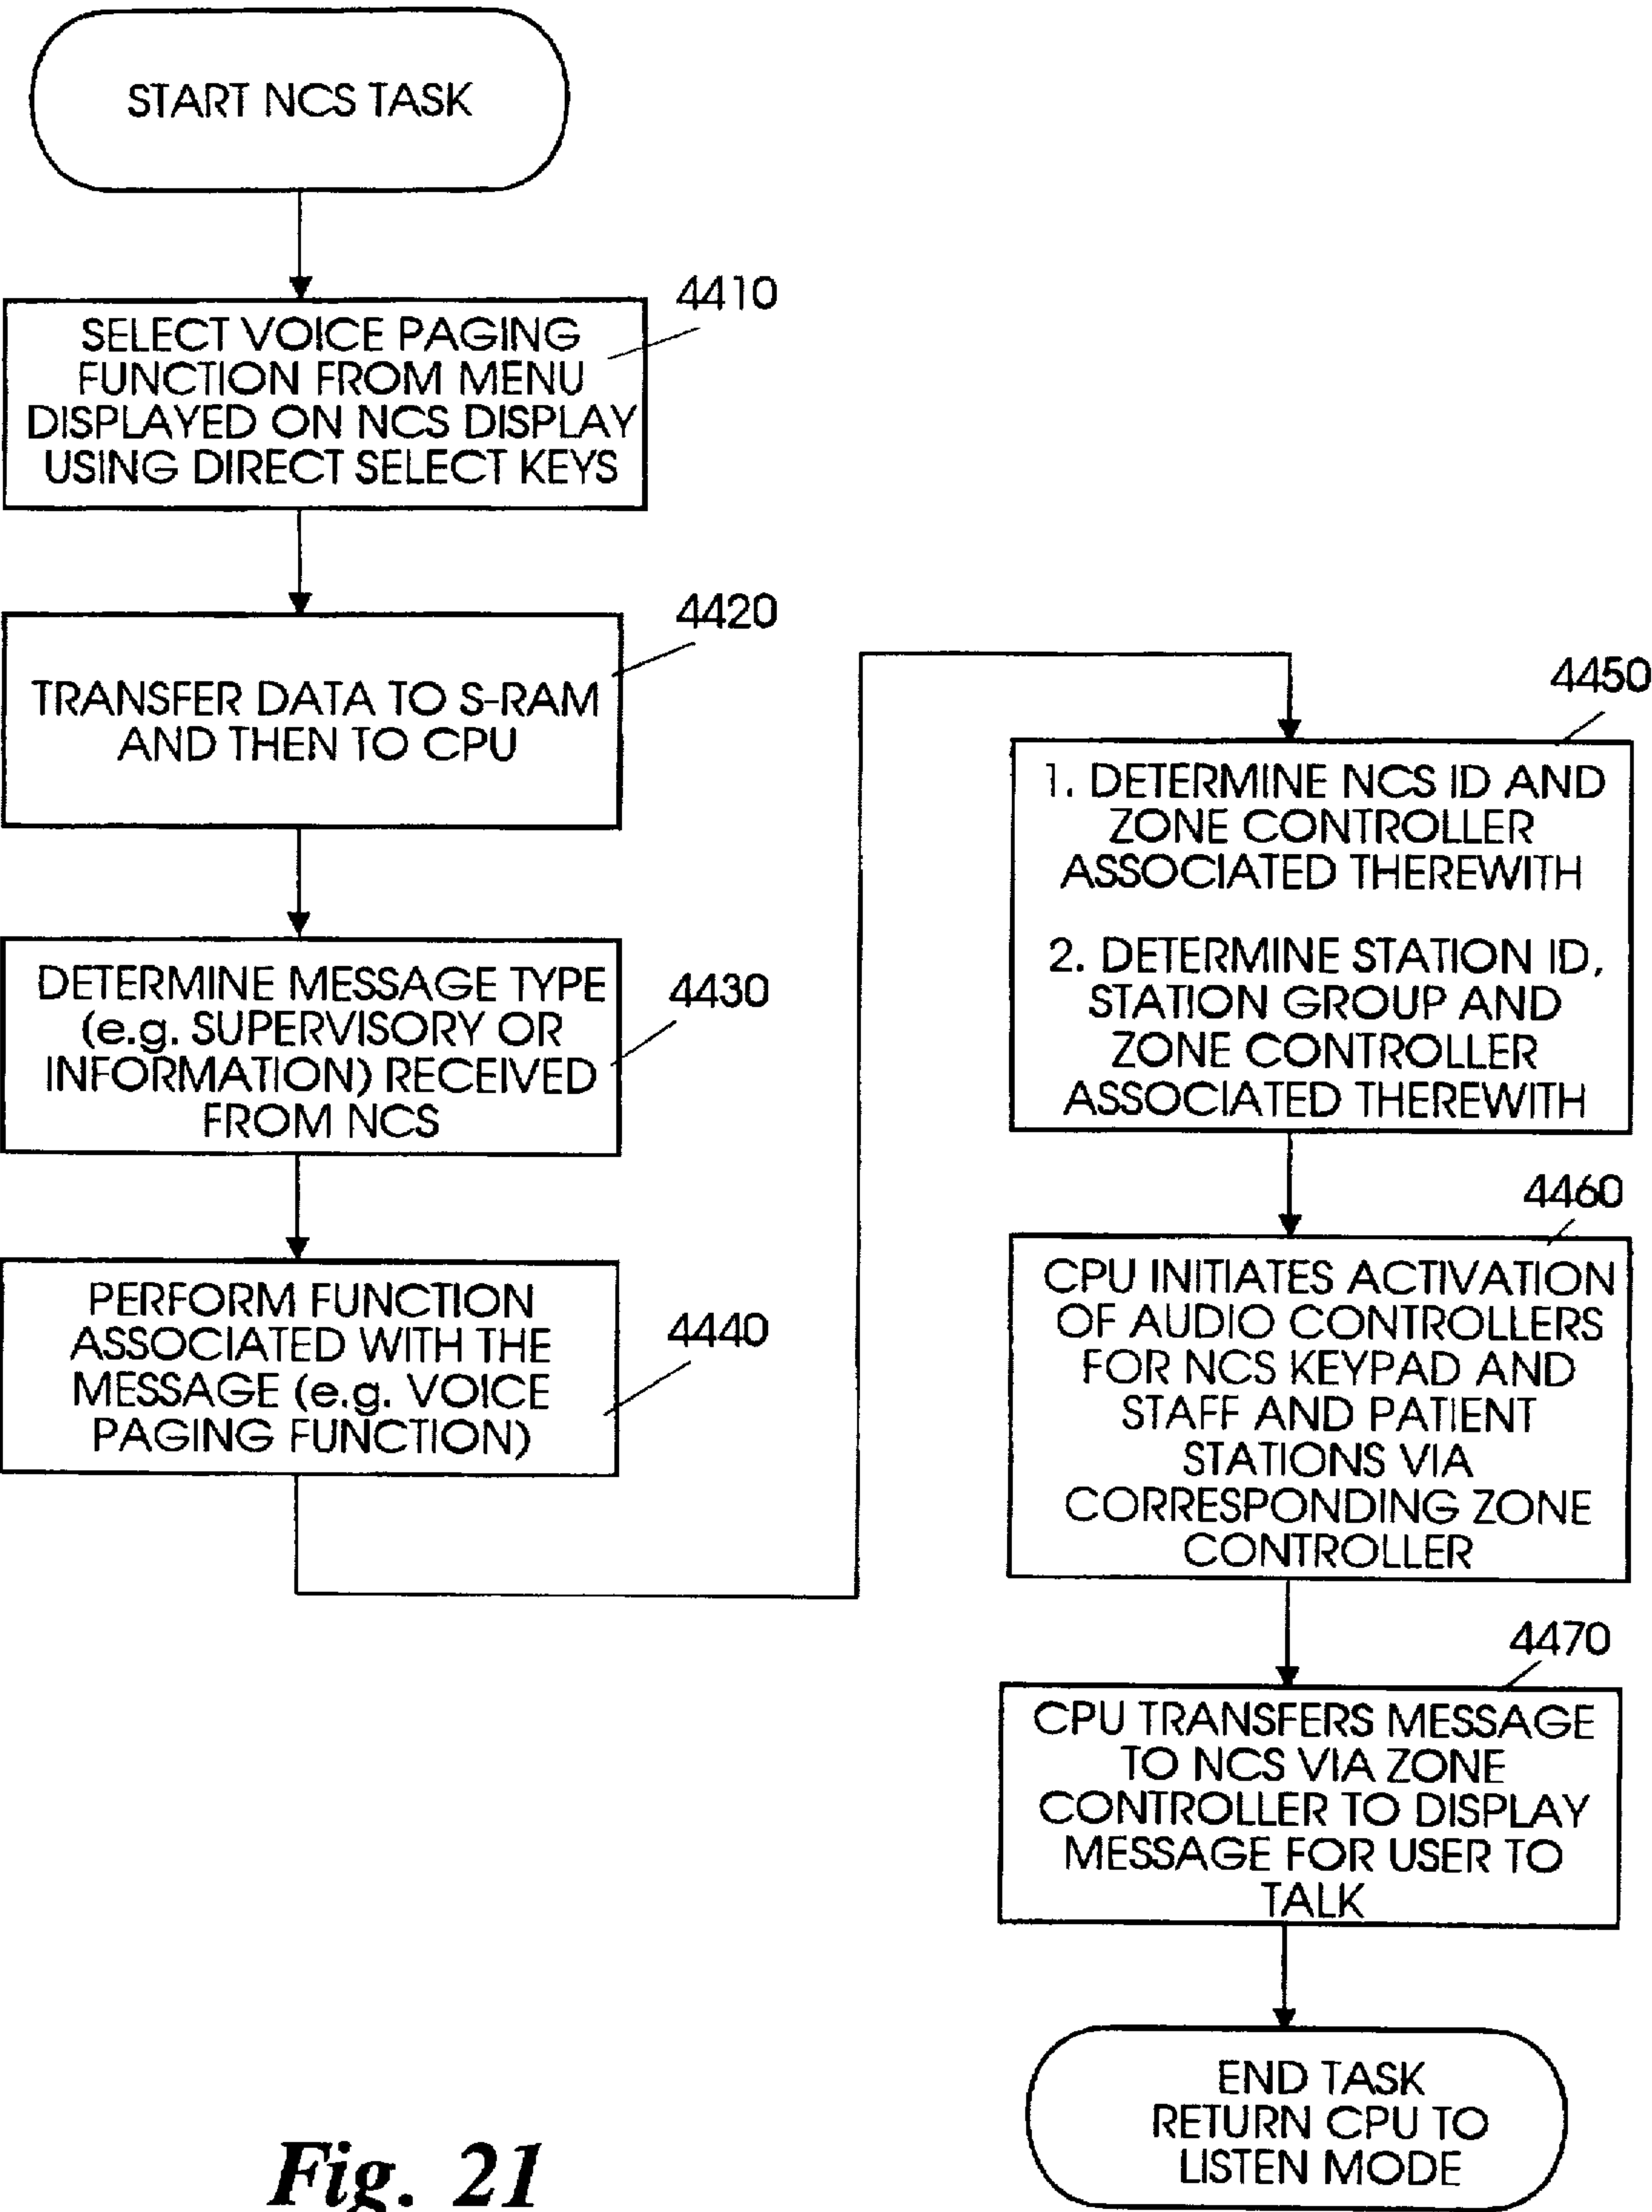 START NCS TASK
4410
SELECT VOICE PAGING
FUNCTION FROM MENU
DISPLAYED ON NCS DISPLAY
USING DIRECT SELECT KEYS
4420
TRANSFER DATA TO S-RAM
AND THEN TO CPU
4430
DETERMINE MESSAGE TYPE
(e.g. SUPERVISORY OR
INFORMATION) RECEIVED
FROM NCS
4440
PERFORM FUNCTION
ASSOCIATED WITH THE
MESSAGE (e.g. VOICE
PAGING FUNCTION)
4450
1. DETERMINE NCS ID AND
ZONE CONTROLLER
ASSOCIATED THEREWITH
2. DETERMINE STATION ID,
STATION GROUP AND
ZONE CONTROLLER
ASSOCIATED THEREWITH
4460
CPU INITIATES ACTIVATION
OF AUDIO CONTROLLERS
FOR NCS KEYPAD AND
STAFF AND PATIENT
STATIONS VIA
CORRESPONDING ZONE
CONTROLLER
4470
CPU TRANSFERS MESSAGE
TO NCS VIA ZONE
CONTROLLER TO DISPLAY
MESSAGE FOR USER TO
TALK
END TASK
RETURN CPU TO
LISTEN MODE
Fig. 21